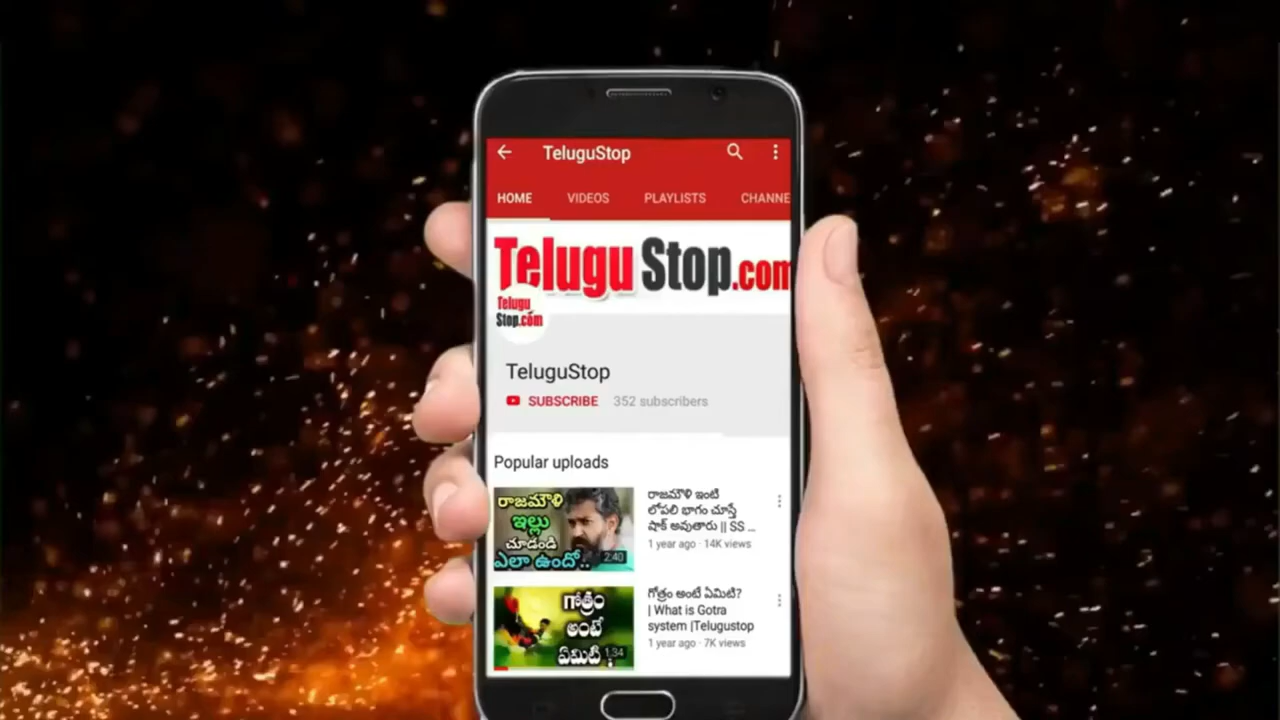 TeluguStop
HOME VIDEOS PLAYLISTS CHANNE
Telugu Stop.com
Telugu
Stop.com
TeluguStop
SUBSCRIBE 352 subscribers
Popular uploads
రాజమౌళి
ఇల్లు
చూడండి
ఎలా ఉందో..
2:40
రాజమౌళి ఇంటి
లోపలి భాగం చూస్తే
షాక్ అవుతారు || SS ...
1 year ago · 14K views
గోత్రం
అంటే
ఏమిటి ?
1:34
గోత్రం అంటే ఏమిటి?
| What is Gotra
system |Telugustop
1 year ago · 7K views